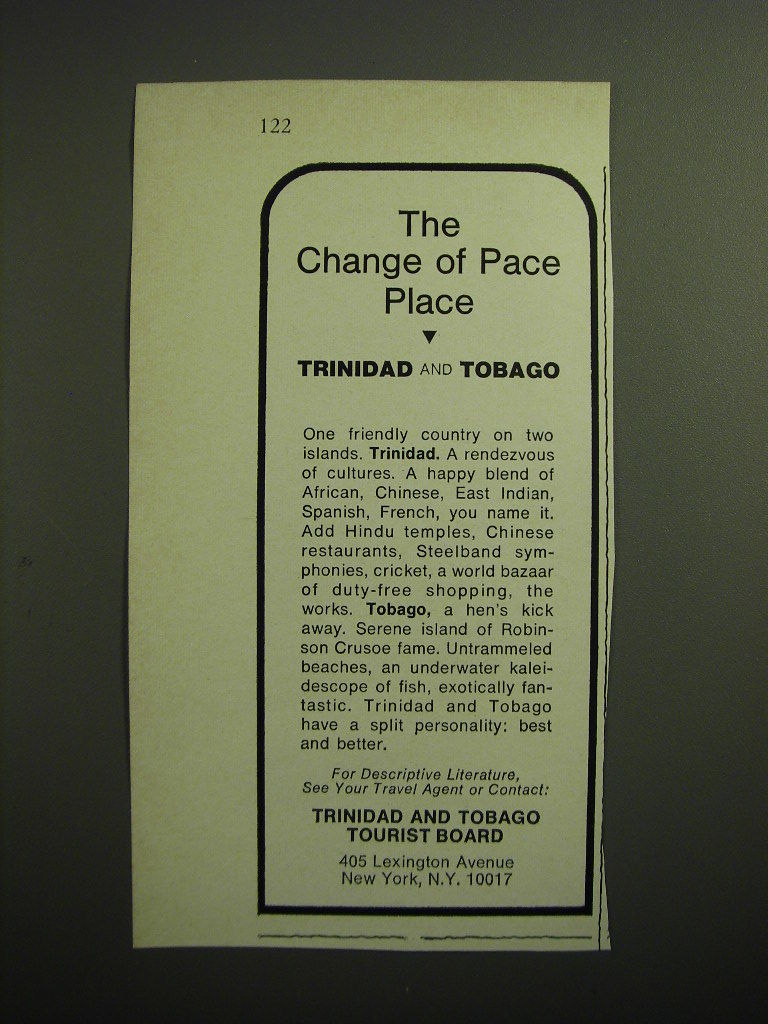 122
The
Change of Pace
Place
TRINIDAD AND TOBAGO
One friendly country on two
islands. Trinidad. A rendezvous
of cultures. A happy blend of
African, Chinese, East Indian,
Spanish, French, you name it.
Add Hindu temples, Chinese
restaurants, Steelband sym-
phonies, cricket, a world bazaar
of duty-free shopping, the
works. Tobago, a hen's kick
away. Serene island of Robin-
son Crusoe fame. Untrammeled
beaches, an underwater kalei-
descope of fish, exotically fan-
tastic. Trinidad and Tobago
have a split personality: best
and better.
For Descriptive Literature,
See Your Travel Agent or Contact:
TRINIDAD AND TOBAGO
TOURIST BOARD
405 Lexington Avenue
New York, N.Y. 10017